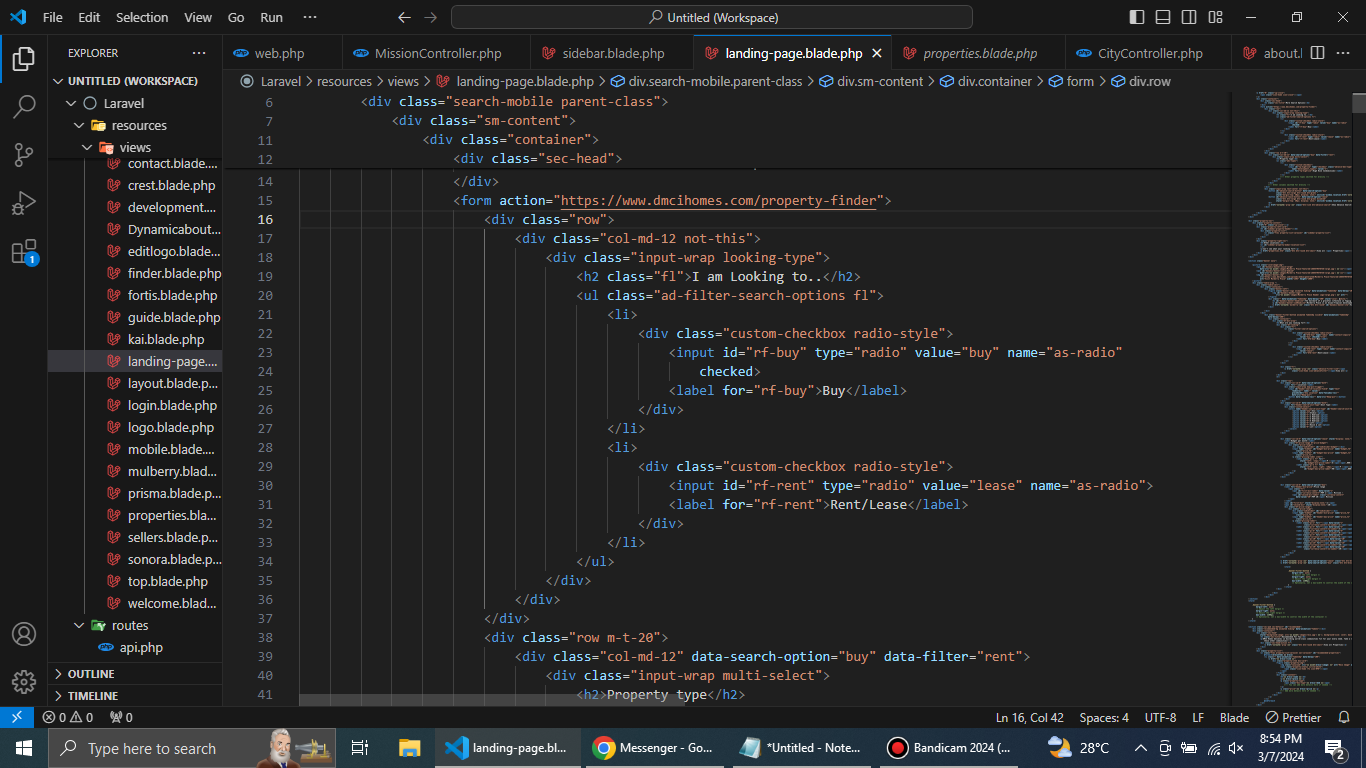 File Edit Selection View Go Run ··· Untitled (Workspace)
EXPLORER ···
web.php MissionController.php sidebar.blade.php landing-page.blade.php properties.blade.php CityController.php about.l
UNTITLED (WORKSPACE)
Laravel > resources > views > landing-page.blade.php > div.search-mobile.parent-class > div.sm-content > div.container > form > div.row
Laravel
resources
views
contact.blade....
crest.blade.php
development....
Dynamicabout...
editlogo.blade...
finder.blade.php
fortis.blade.php
guide.blade.php
kai.blade.php
landing-page....
layout.blade.p...
login.blade.php
logo.blade.php
mobile.blade....
mulberry.blad...
prisma.blade.p...
properties.bla...
sellers.blade.p...
sonora.blade.p...
top.blade.php
welcome.blad...
routes
api.php
OUTLINE
TIMELINE
6 <div class="search-mobile parent-class">
7 <div class="sm-content">
11 <div class="container">
12 <div class="sec-head">
14 </div>
15 <form action="https://www.dmcihomes.com/property-finder">
16 <div class="row">
17 <div class="col-md-12 not-this">
18 <div class="input-wrap looking-type">
19 <h2 class="fl">I am Looking to..</h2>
20 <ul class="ad-filter-search-options fl">
21 <li>
22 <div class="custom-checkbox radio-style">
23 <input id="rf-buy" type="radio" value="buy" name="as-radio"
24 checked>
25 <label for="rf-buy">Buy</label>
26 </div>
27 </li>
28 <li>
29 <div class="custom-checkbox radio-style">
30 <input id="rf-rent" type="radio" value="lease" name="as-radio">
31 <label for="rf-rent">Rent/Lease</label>
32 </div>
33 </li>
34 </ul>
35 </div>
36 </div>
37 </div>
38 <div class="row m-t-20">
39 <div class="col-md-12" data-search-option="buy" data-filter="rent">
40 <div class="input-wrap multi-select">
41 <h2>Property type</h2>
1
0 0 0 Ln 16, Col 42 Spaces: 4 UTF-8 LF Blade Prettier
Type here to search landing-page.bl... Messenger - Go... *Untitled - Note... Bandicam 2024 (... 28°C 8:54 PM
3/7/2024 2